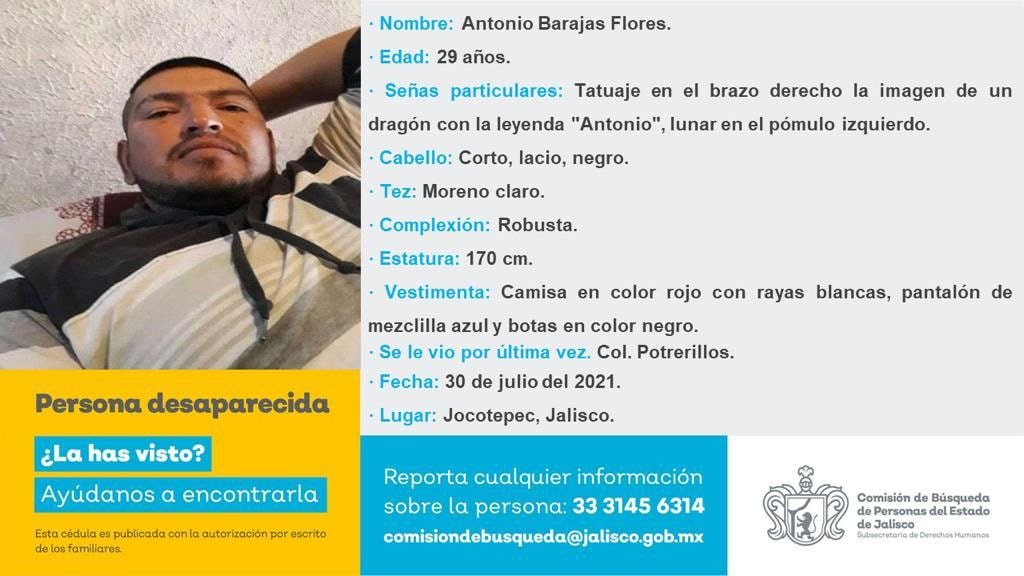 · Nombre: Antonio Barajas Flores.
· Edad: 29 años.
· Señas particulares: Tatuaje en el brazo derecho la imagen de un
dragón con la leyenda "Antonio", lunar en el pómulo izquierdo.
· Cabello: Corto, lacio, negro.
· Tez: Moreno claro.
· Complexión: Robusta.
· Estatura: 170 cm.
· Vestimenta: Camisa en color rojo con rayas blancas, pantalón de
mezclilla azul y botas en color negro.
· Se le vio por última vez. Col. Potrerillos.
· Fecha: 30 de julio del 2021.
· Lugar: Jocotepec, Jalisco.
Persona desaparecida
¿La has visto?
Ayúdanos a encontrarla
Esta cédula es publicada con la autorización por escrito
de los familiares.
Reporta cualquier información
sobre la persona: 33 3145 6314
comisiondebusqueda@jalisco.gob.mx
Comisión de Búsqueda
de Personas del Estado
de Jalisco
Subsecretaría de Derechos Humanos